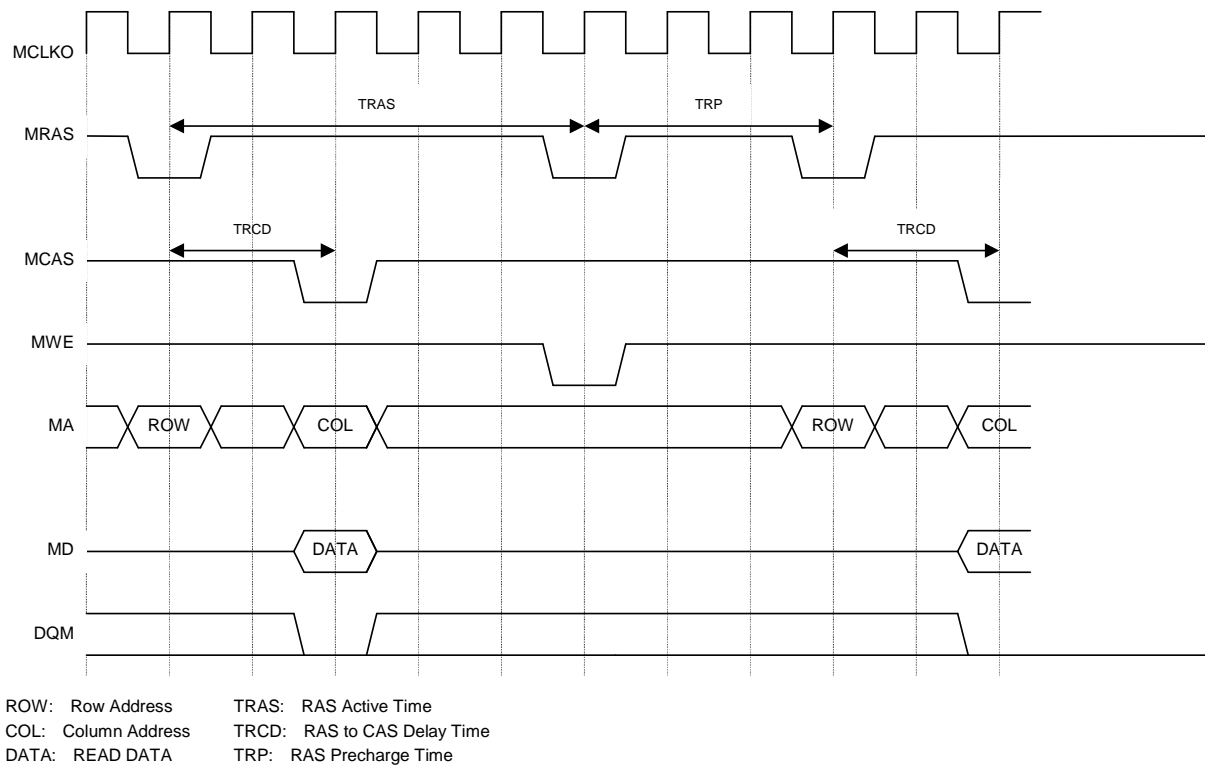 MCLKO
TRAS TRP
MRAS
TRCD TRCD
MCAS
MWE
MA ROW COL ROW COL
MD DATA DATA
DQM
ROW: Row Address TRAS: RAS Active Time
COL: Column Address TRCD: RAS to CAS Delay Time
DATA: READ DATA TRP: RAS Precharge Time